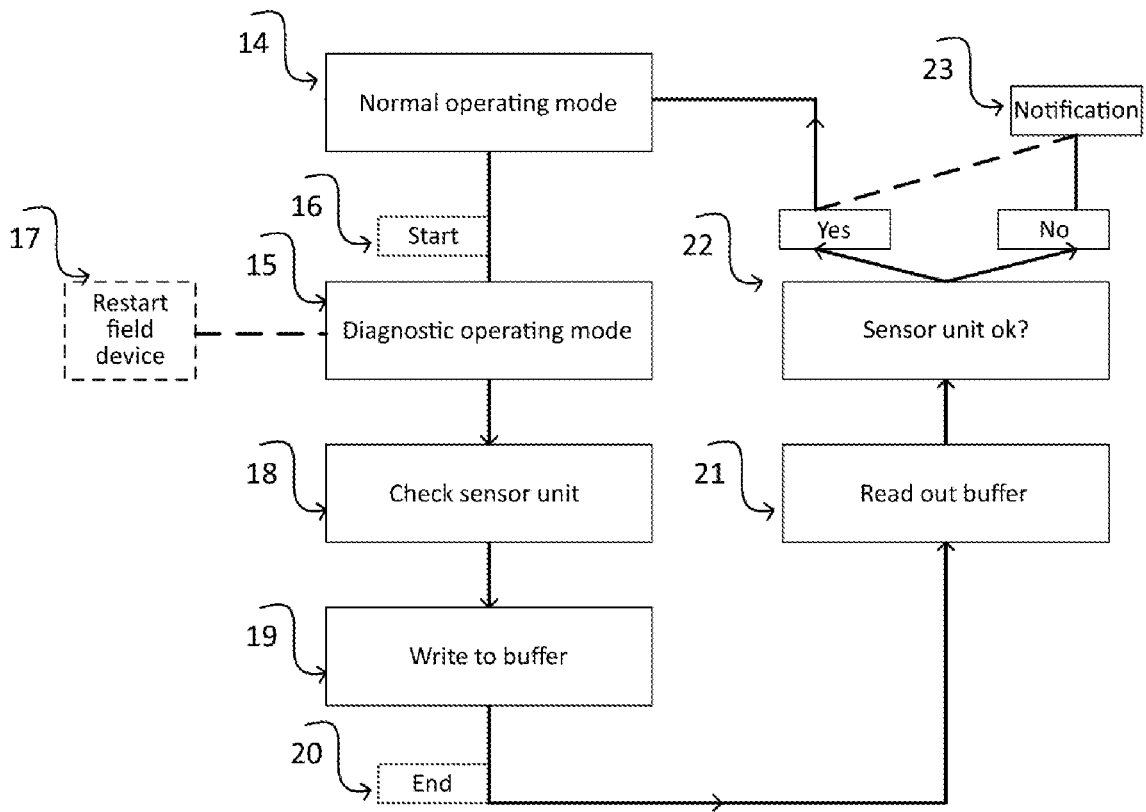 14
Normal operating mode
23
Notification
16
Start
Yes
No
17
Restart
field
device
15
Diagnostic operating mode
22
Sensor unit ok?
18
Check sensor unit
21
Read out buffer
19
Write to buffer
20
End